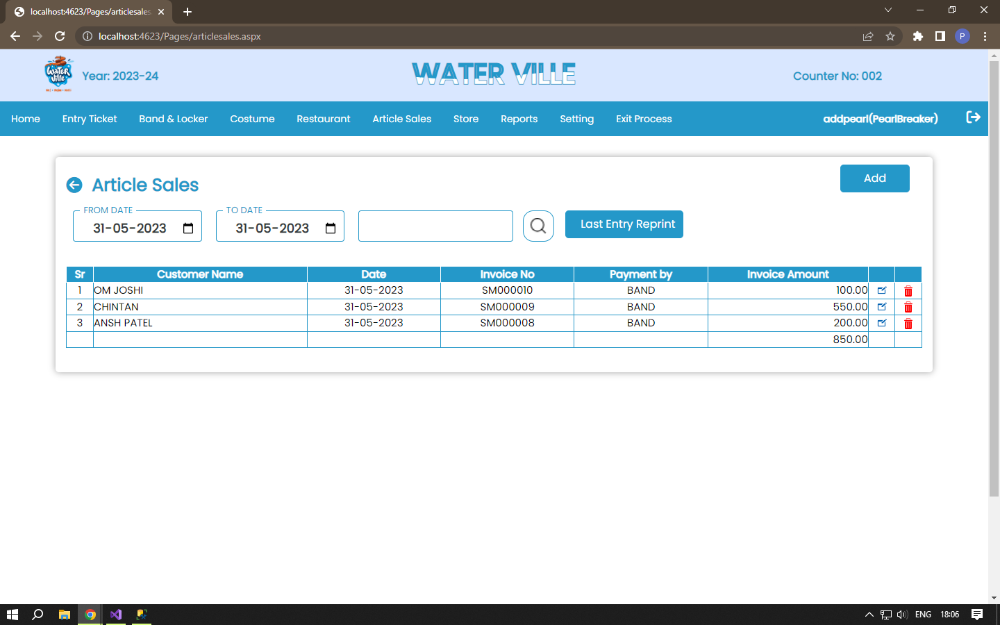 localhost:4623/Pages/articlesales
localhost:4623/Pages/articlesales.aspx
P
WATER Ville
Year: 2023-24
WATER VILLE
Counter No: 002
Home Entry Ticket Band & Locker Costume Restaurant Article Sales Store Reports Setting Exit Process addpearl(PearlBreaker)
Article Sales
Add
FROM DATE TO DATE
31-05-2023 31-05-2023 Last Entry Reprint
Sr Customer Name Date Invoice No Payment by Invoice Amount
1 OM JOSHI 31-05-2023 SM000010 BAND 100.00
2 CHINTAN 31-05-2023 SM000009 BAND 550.00
3 ANSH PATEL 31-05-2023 SM000008 BAND 200.00
850.00
ENG 18:06